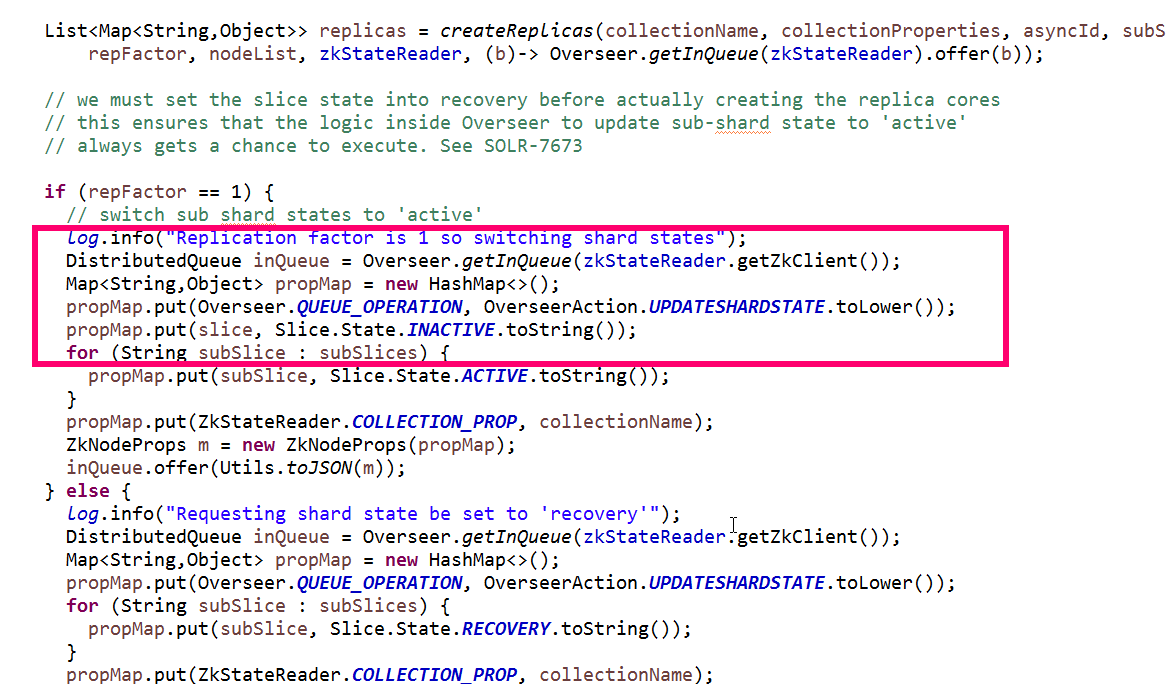 List<Map<String,Object>> replicas = createReplicas(collectionName, collectionProperties, asyncId, subS
repFactor, nodeList, zkStateReader, (b)-> Overseer.getInQueue(zkStateReader).offer(b));
// we must set the slice state into recovery before actually creating the replica cores
// this ensures that the logic inside Overseer to update sub-shard state to 'active'
// always gets a chance to execute. See SOLR-7673
if (repFactor == 1) {
// switch sub shard states to 'active'
log.info("Replication factor is 1 so switching shard states");
DistributedQueue inQueue = Overseer.getInQueue(zkStateReader.getZkClient());
Map<String,Object> propMap = new HashMap<>();
propMap.put(Overseer.QUEUE_OPERATION, OverseerAction.UPDATESHARDSTATE.toLower());
propMap.put(slice, Slice.State.INACTIVE.toString());
for (String subSlice : subSlices) {
propMap.put(subSlice, Slice.State.ACTIVE.toString());
}
propMap.put(ZkStateReader.COLLECTION_PROP, collectionName);
ZkNodeProps m = new ZkNodeProps(propMap);
inQueue.offer(Utils.toJSON(m));
} else {
log.info("Requesting shard state be set to 'recovery'");
DistributedQueue inQueue = Overseer.getInQueue(zkStateReader.getZkClient());
Map<String,Object> propMap = new HashMap<>();
propMap.put(Overseer.QUEUE_OPERATION, OverseerAction.UPDATESHARDSTATE.toLower());
for (String subSlice : subSlices) {
propMap.put(subSlice, Slice.State.RECOVERY.toString());
}
propMap.put(ZkStateReader.COLLECTION_PROP, collectionName);